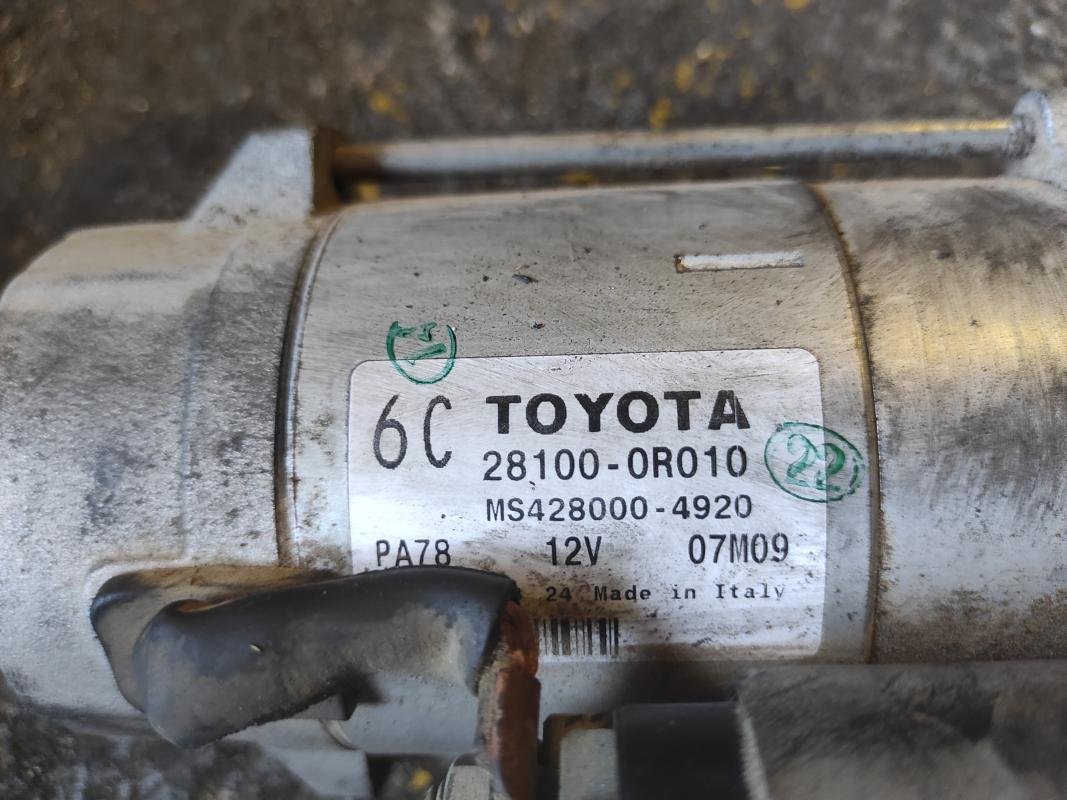 6C TOYOTA
28100-0R010
22
MS428000-4920
PA78 12V 07M09
24 Made in Italy